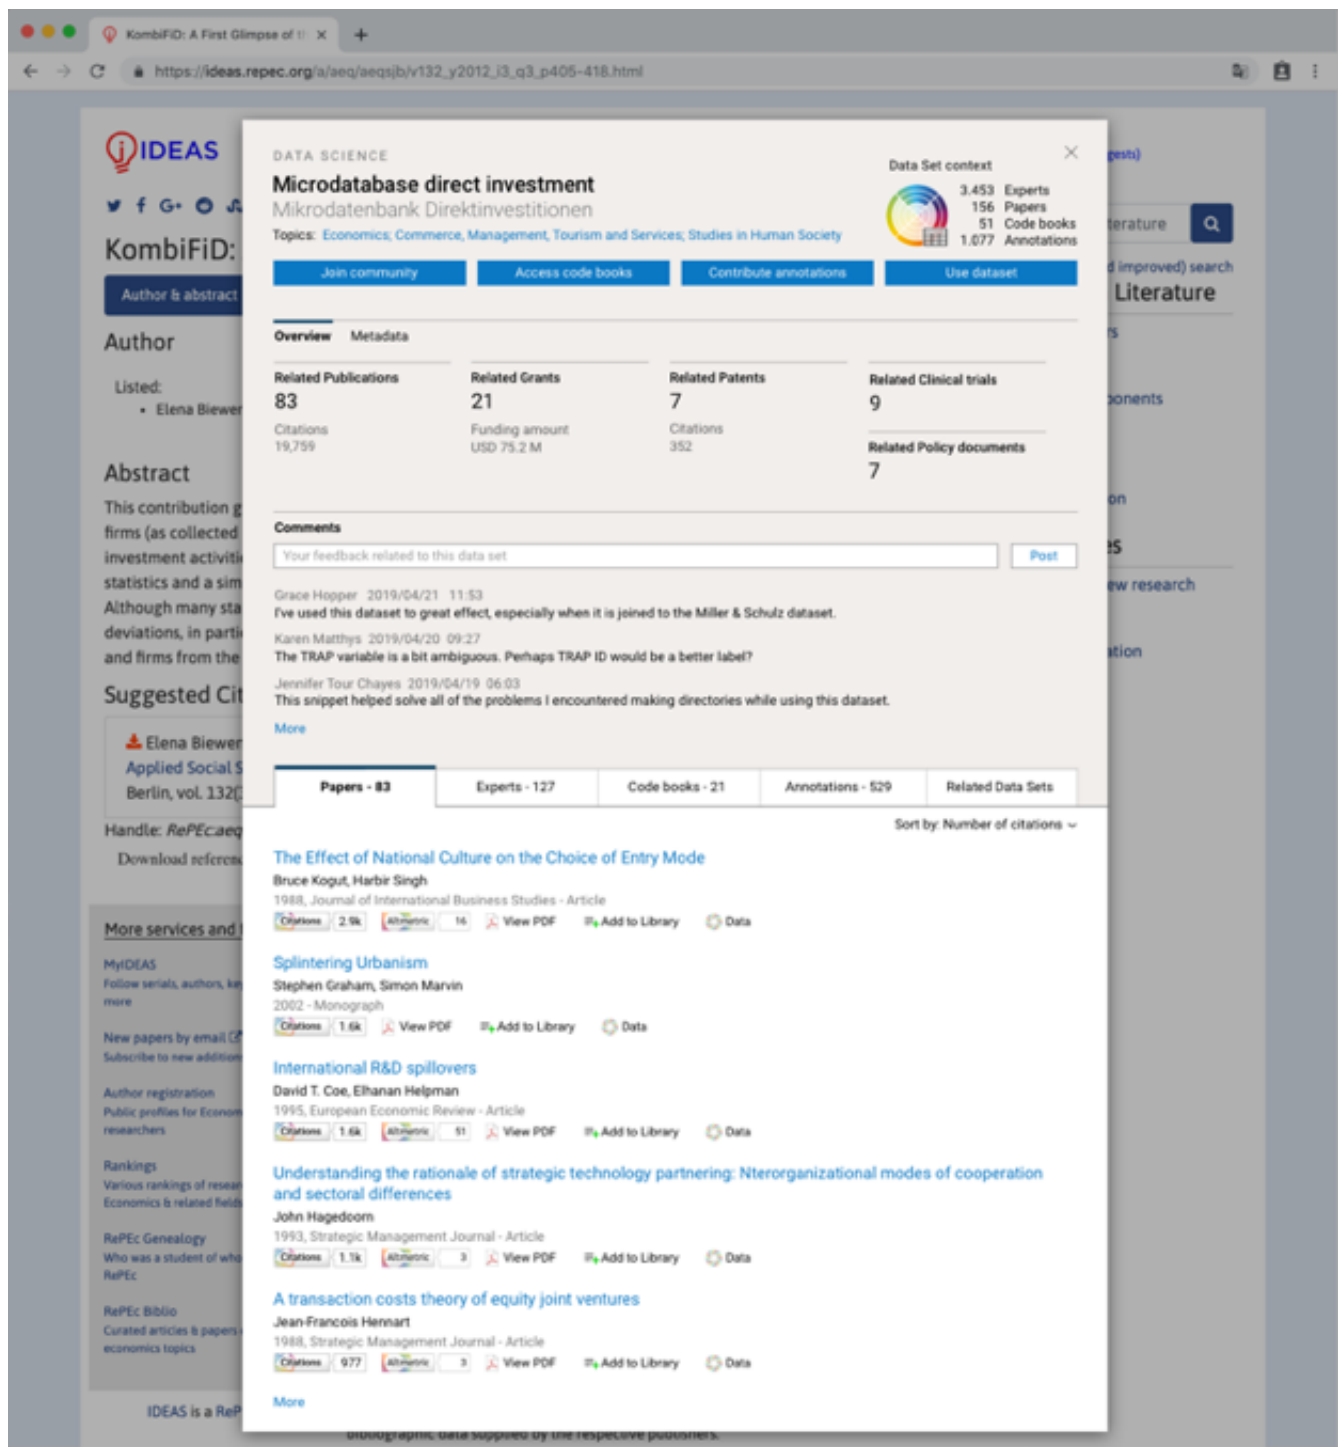 KombiFiD: A First Glimpse of t
https://ideas.repec.org/a/aeq/aeqsjb/v132_y2012_i3_q3_p405-418.html
IDEAS
gests)
KombiFiD:
terature
d improved) search
Author & abstract
Literature
Author
Listed:
• Elena Biewer
ponents
Abstract
This contribution g
firms (as collected
investment activiti
statistics and a sim
Although many sta
deviations, in parti
and firms from the
ew research
Suggested Cit
Elena Biewer
Applied Social S
Berlin, vol. 132(
Handle: RePEc:aeq
Download referenc
More services and
MyIDEAS
Follow serials, authors, key
more
New papers by email
Subscribe to new addition
Author registration
Public profiles for Econom
researchers
Rankings
Various rankings of resear
Economics & related fields
RePEc Genealogy
Who was a student of who
RePEc
RePEc Biblio
Curated articles & papers
economics topics
IDEAS is a ReP
bibliographic data supplied by the respective publishers.
DATA SCIENCE
Microdatabase direct investment
Mikrodatenbank Direktinvestitionen
Topics: Economics; Commerce, Management, Tourism and Services; Studies in Human Society
Data Set context
3.453 Experts
156 Papers
51 Code books
1.077 Annotations
Join community Access code books Contribute annotations Use dataset
Overview Metadata
Related Publications
83
Citations
19,759
Related Grants
21
Funding amount
USD 75.2 M
Related Patents
7
Citations
352
Related Clinical trials
9
Related Policy documents
7
Comments
Your feedback related to this data set
Post
Grace Hopper 2019/04/21 11:53
I've used this dataset to great effect, especially when it is joined to the Miller & Schulz dataset.
Karen Matthys 2019/04/20 09:27
The TRAP variable is a bit ambiguous. Perhaps TRAP ID would be a better label?
Jennifer Tour Chayes 2019/04/19 06:03
This snippet helped solve all of the problems I encountered making directories while using this dataset.
More
Papers - 83 Experts - 127 Code books - 21 Annotations - 529 Related Data Sets
Sort by: Number of citations
The Effect of National Culture on the Choice of Entry Mode
Bruce Kogut, Harbir Singh
1988, Journal of International Business Studies - Article
Citations 2.9k Altmetric 16 View PDF Add to Library Data
Splintering Urbanism
Stephen Graham, Simon Marvin
2002 - Monograph
Citations 1.6k View PDF Add to Library Data
International R&D spillovers
David T. Coe, Elhanan Helpman
1995, European Economic Review - Article
Citations 1.6k Altmetric 51 View PDF Add to Library Data
Understanding the rationale of strategic technology partnering: Nterorganizational modes of cooperation
and sectoral differences
John Hagedoorn
1993, Strategic Management Journal - Article
Citations 1.1k Altmetric 3 View PDF Add to Library Data
A transaction costs theory of equity joint ventures
Jean-Francois Hennart
1988, Strategic Management Journal - Article
Citations 977 Altmetric 3 View PDF Add to Library Data
More